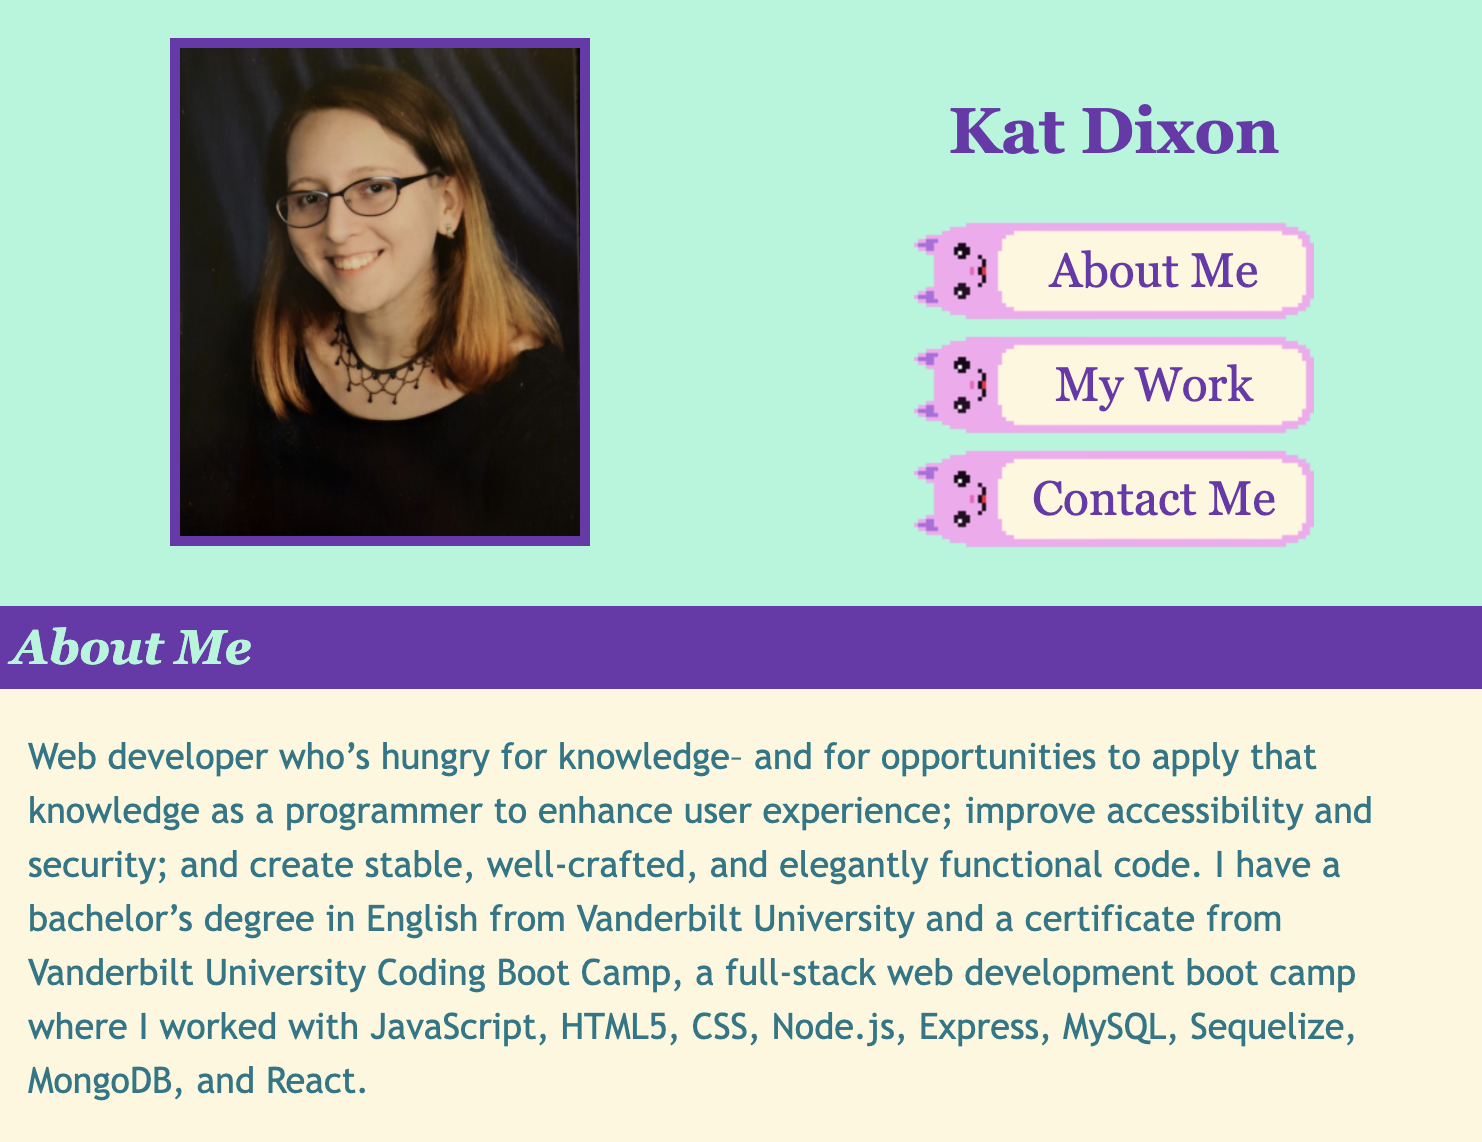 Kat Dixon
About Me
My Work
Contact Me
About Me
Web developer who’s hungry for knowledge– and for opportunities to apply that
knowledge as a programmer to enhance user experience; improve accessibility and
security; and create stable, well-crafted, and elegantly functional code. I have a
bachelor’s degree in English from Vanderbilt University and a certificate from
Vanderbilt University Coding Boot Camp, a full-stack web development boot camp
where I worked with JavaScript, HTML5, CSS, Node.js, Express, MySQL, Sequelize,
MongoDB, and React.